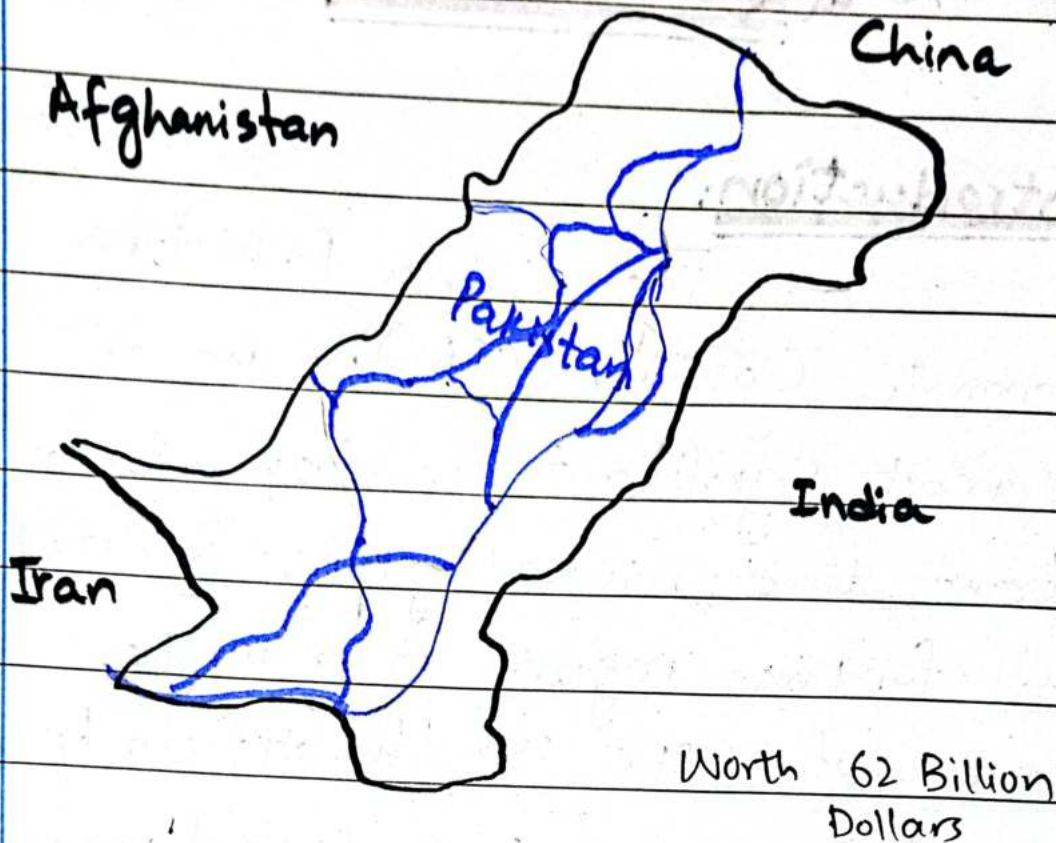 China
Afghanistan
Pakistan
India
Iran
Worth 62 Billion
Dollars